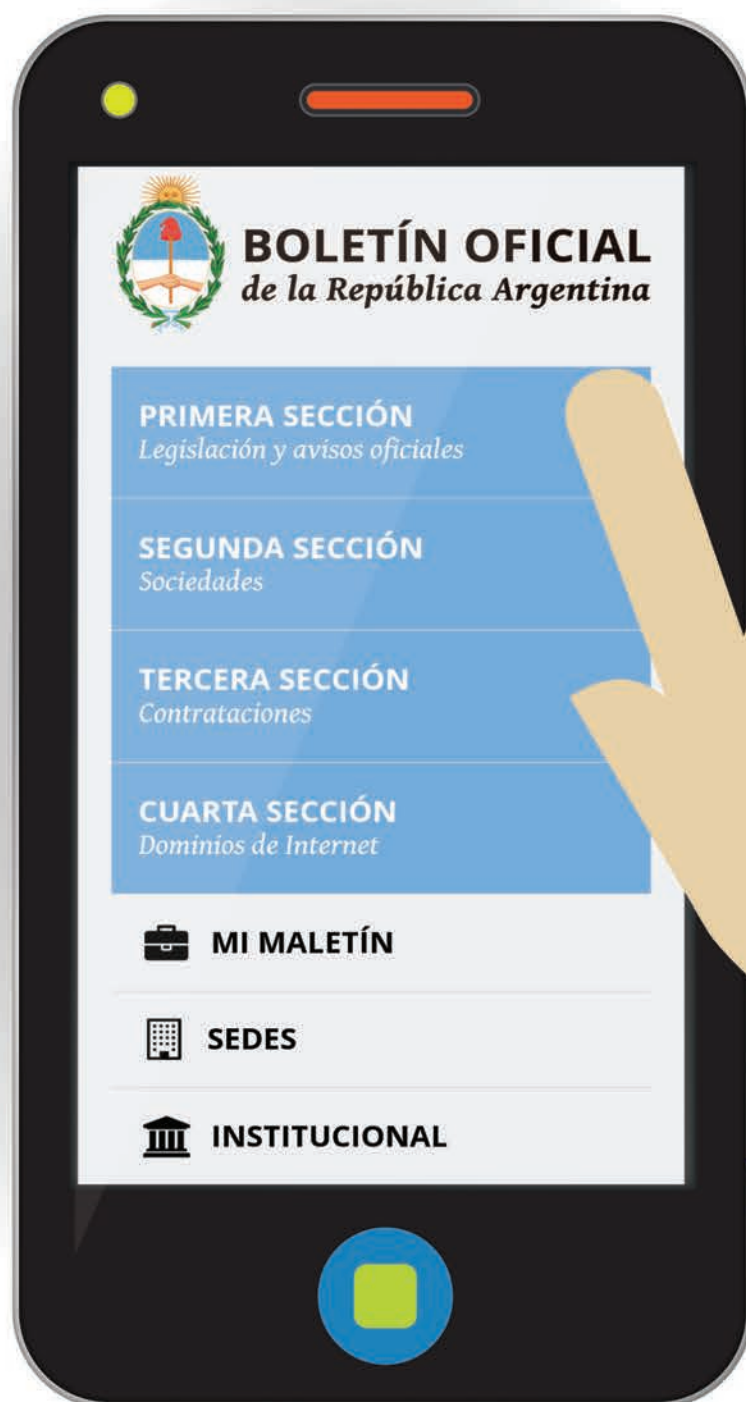 BOLETÍN OFICIAL
de la República Argentina
PRIMERA SECCIÓN
Legislación y avisos oficiales
SEGUNDA SECCIÓN
Sociedades
TERCERA SECCIÓN
Contrataciones
CUARTA SECCIÓN
Dominios de Internet
MI MALETÍN
SEDES
INSTITUCIONAL